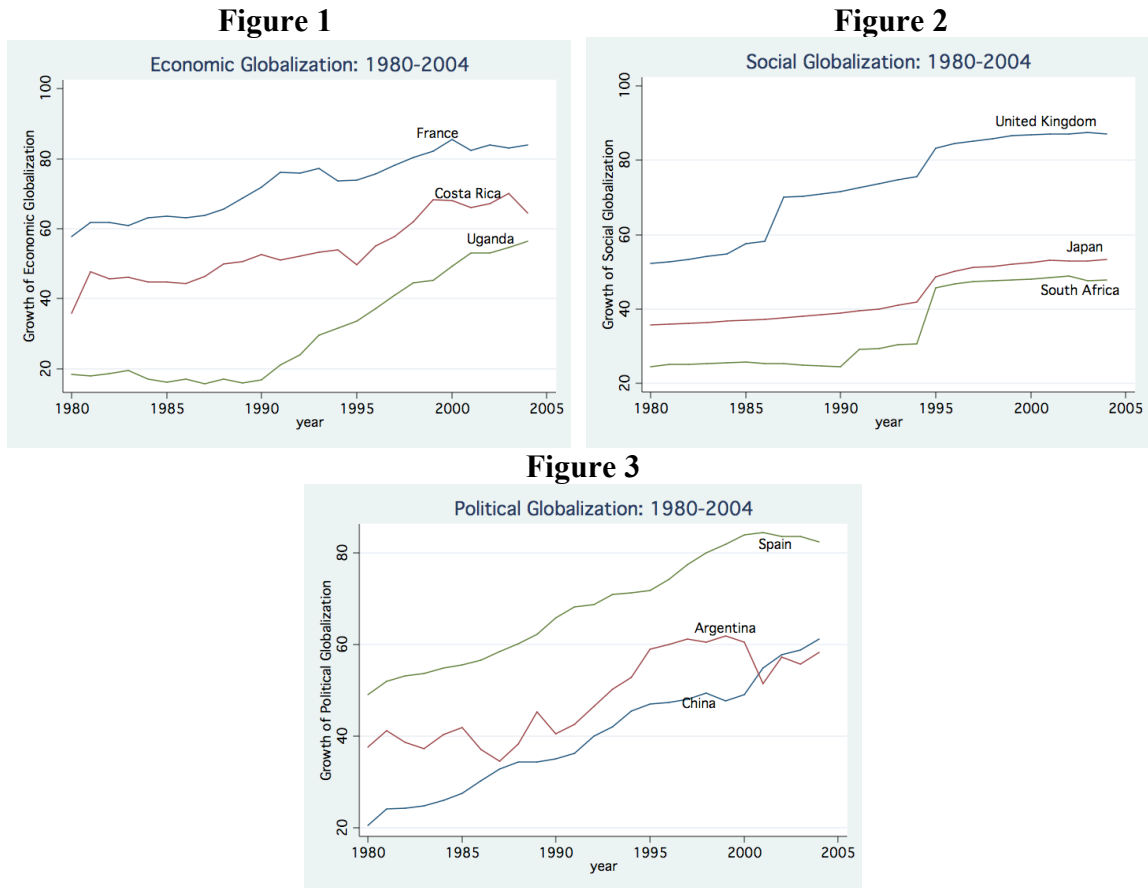 Figure 1
Economic Globalization: 1980-2004
Growth of Economic Globalization
100
80
60
40
20
France
Costa Rica
Uganda
1980 1985 1990 1995 2000 2005
year
Figure 2
Social Globalization: 1980-2004
Growth of Social Globalization
100
80
60
40
20
United Kingdom
Japan
South Africa
1980 1985 1990 1995 2000 2005
year
Figure 3
Political Globalization: 1980-2004
Growth of Political Globalization
80
60
40
20
Spain
Argentina
China
1980 1985 1990 1995 2000 2005
year